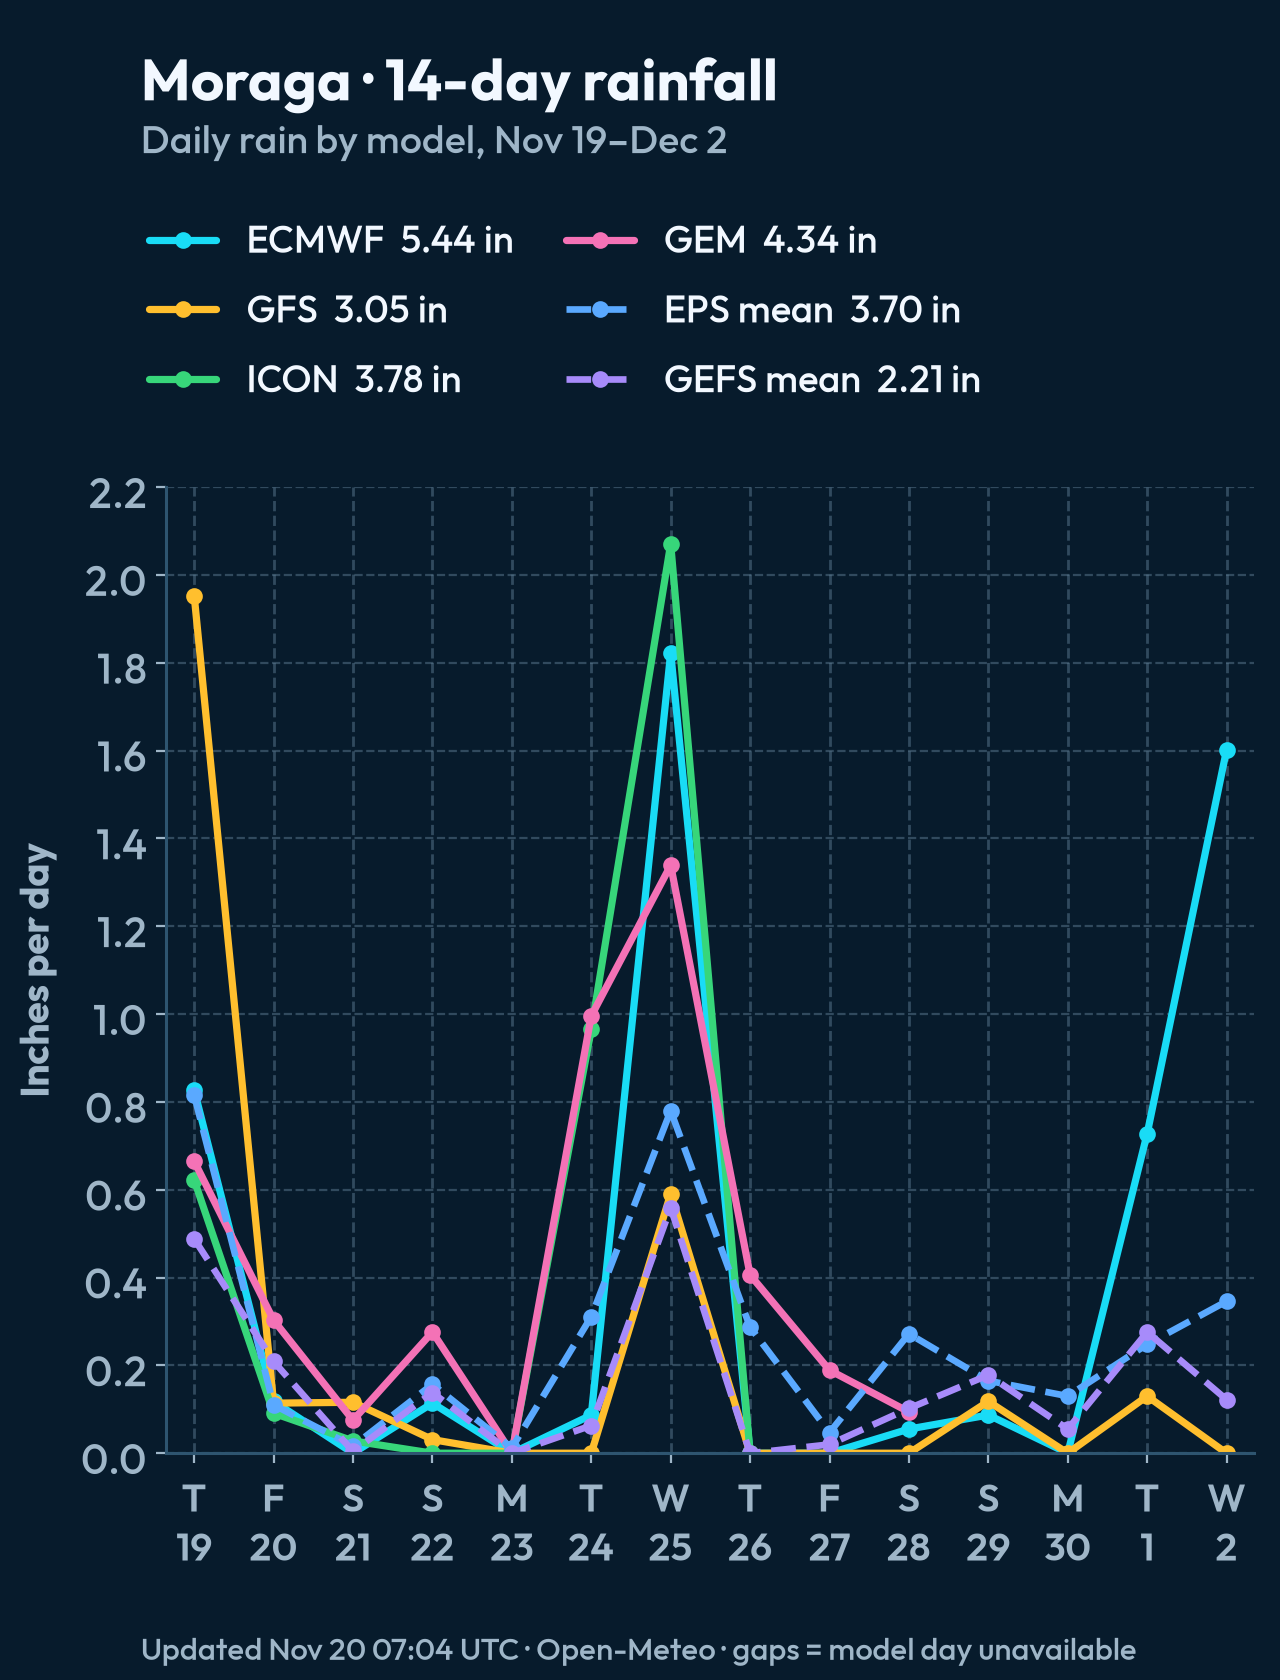 Moraga · 14-day rainfall
Daily rain by model, Nov 19–Dec 2
ECMWF 5.44 in
GEM 4.34 in
GFS 3.05 in
EPS mean 3.70 in
ICON 3.78 in
GEFS mean 2.21 in
Inches per day
2.2
2.0
1.8
1.6
1.4
1.2
1.0
0.8
0.6
0.4
0.2
0.0
T F S S M T W T F S S M T W
19 20 21 22 23 24 25 26 27 28 29 30 1 2
Updated Nov 20 07:04 UTC · Open-Meteo · gaps = model day unavailable